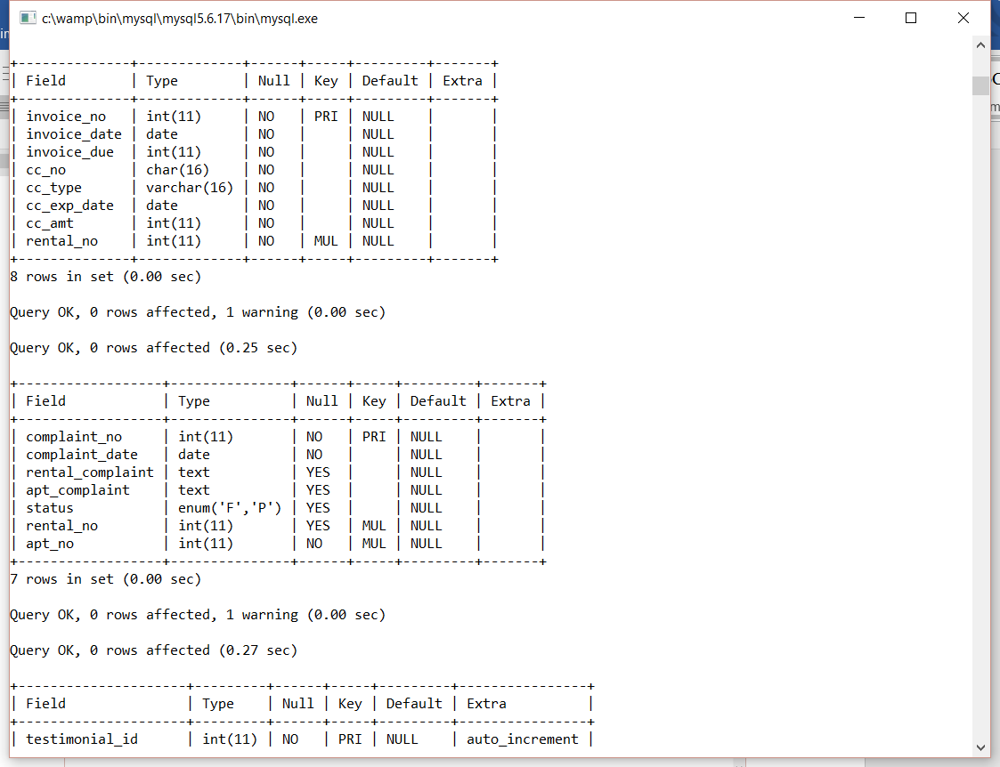 c:\wamp\bin\mysql\mysql5.6.17\bin\mysql.exe
+--------------+-------------+------+-----+---------+-------+
| Field        | Type        | Null | Key | Default | Extra |
+--------------+-------------+------+-----+---------+-------+
| invoice_no   | int(11)     | NO   | PRI | NULL    |       |
| invoice_date | date        | NO   |     | NULL    |       |
| invoice_due  | int(11)     | NO   |     | NULL    |       |
| cc_no        | char(16)    | NO   |     | NULL    |       |
| cc_type      | varchar(16) | NO   |     | NULL    |       |
| cc_exp_date  | date        | NO   |     | NULL    |       |
| cc_amt       | int(11)     | NO   |     | NULL    |       |
| rental_no    | int(11)     | NO   | MUL | NULL    |       |
+--------------+-------------+------+-----+---------+-------+
8 rows in set (0.00 sec)
Query OK, 0 rows affected, 1 warning (0.00 sec)
Query OK, 0 rows affected (0.25 sec)
+------------------+---------------+------+-----+---------+-------+
| Field            | Type          | Null | Key | Default | Extra |
+------------------+---------------+------+-----+---------+-------+
| complaint_no     | int(11)       | NO   | PRI | NULL    |       |
| complaint_date   | date          | NO   |     | NULL    |       |
| rental_complaint | text          | YES  |     | NULL    |       |
| apt_complaint    | text          | YES  |     | NULL    |       |
| status           | enum('F','P') | YES  |     | NULL    |       |
| rental_no        | int(11)       | YES  | MUL | NULL    |       |
| apt_no           | int(11)       | NO   | MUL | NULL    |       |
+------------------+---------------+------+-----+---------+-------+
7 rows in set (0.00 sec)
Query OK, 0 rows affected, 1 warning (0.00 sec)
Query OK, 0 rows affected (0.27 sec)
+---------------------+---------+------+-----+---------+----------------+
| Field               | Type    | Null | Key | Default | Extra          |
+---------------------+---------+------+-----+---------+----------------+
| testimonial_id      | int(11) | NO   | PRI | NULL    | auto_increment |